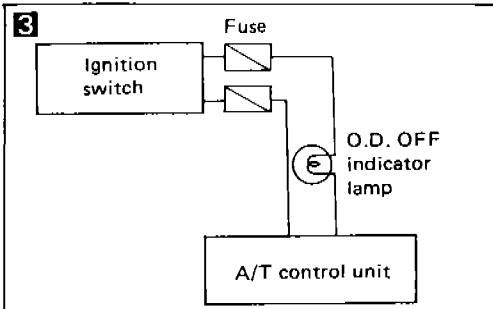 3
Fuse
Ignition
switch
O.D. OFF
indicator
lamp
A/T control unit